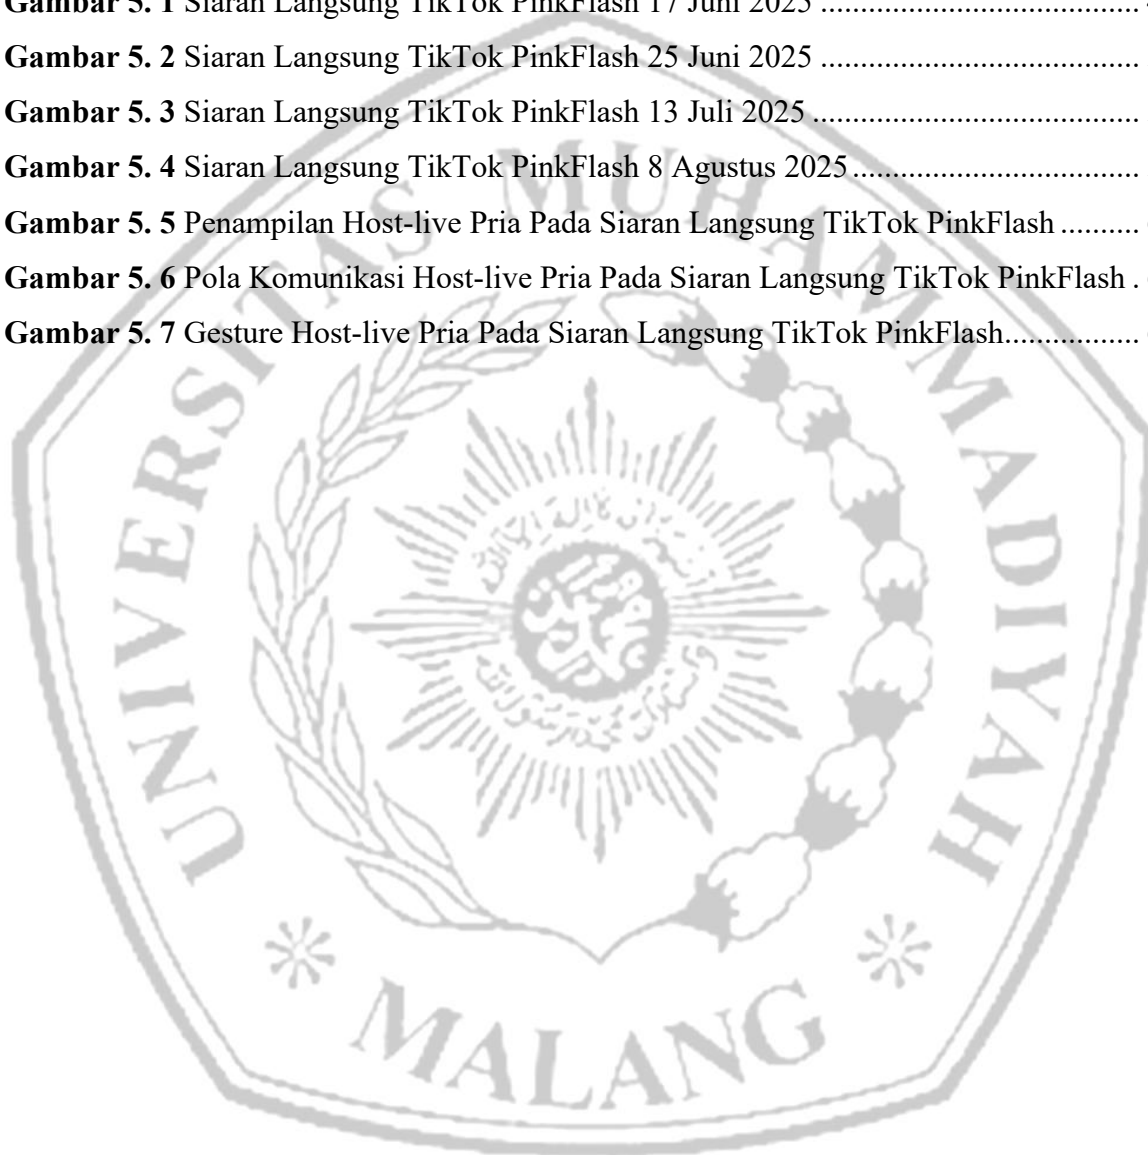 Gambar 5. 1 Siaran Langsung TikTok PinkFlash 17 Juni 2025 ........................................
Gambar 5. 2 Siaran Langsung TikTok PinkFlash 25 Juni 2025 ........................................
Gambar 5. 3 Siaran Langsung TikTok PinkFlash 13 Juli 2025 .........................................
Gambar 5. 4 Siaran Langsung TikTok PinkFlash 8 Agustus 2025....................................
Gambar 5. 5 Penampilan Host-live Pria Pada Siaran Langsung TikTok PinkFlash ..........
Gambar 5. 6 Pola Komunikasi Host-live Pria Pada Siaran Langsung TikTok PinkFlash .
Gambar 5. 7 Gesture Host-live Pria Pada Siaran Langsung TikTok PinkFlash.................
UNIVERSITAS MUHAMMADIYAH
MALANG